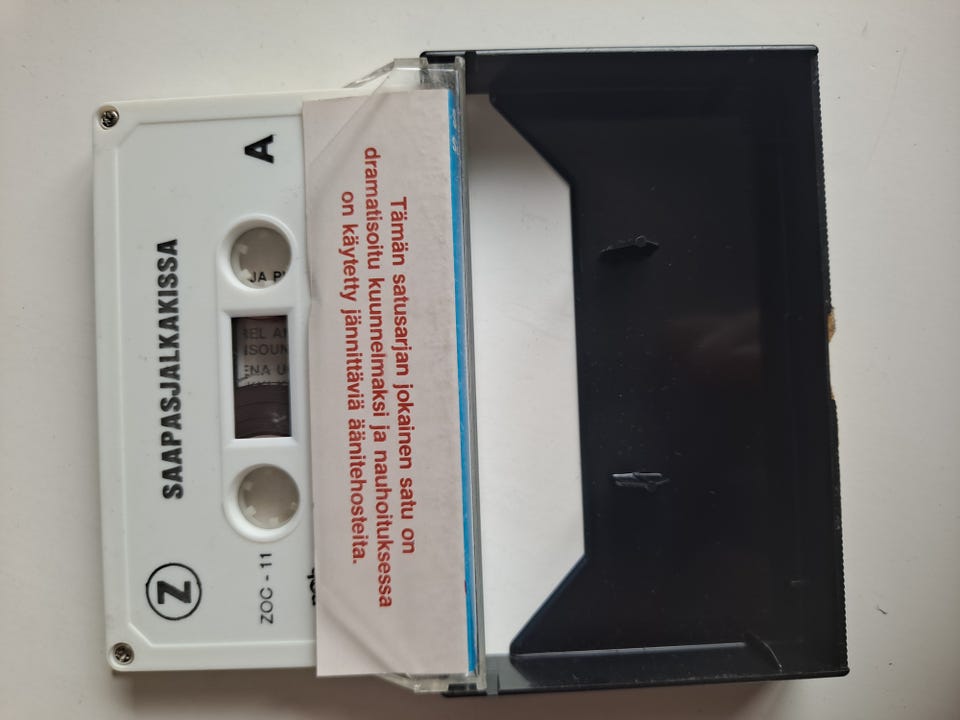 A
SAAPASJALKAKISSA
Z
ZOC - 11
Tämän satusarjan jokainen satu on
dramatisoitu kuunnelmaksi ja nauhoituksessa
on käytetty jännittäviä äänitehosteita.